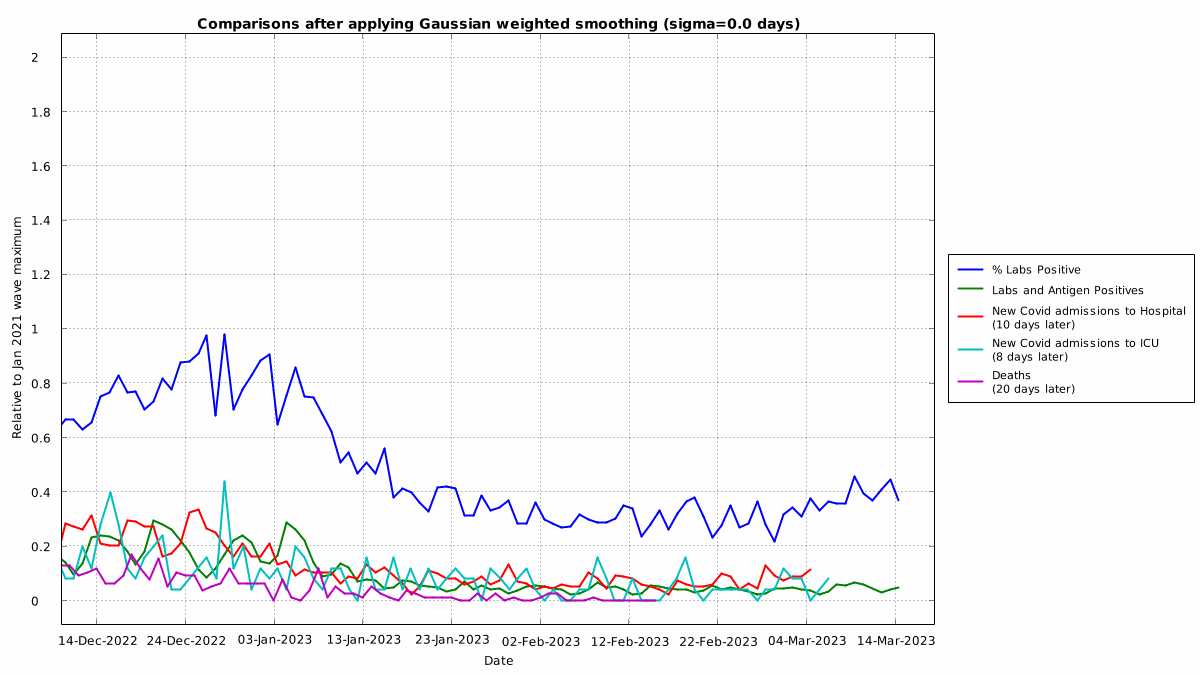 Comparisons after applying Gaussian weighted smoothing (sigma=0.0 days)
Relative to Jan 2021 wave maximum
2
1.8
1.6
1.4
1.2
1
0.8
0.6
0.4
0.2
0
14-Dec-2022 24-Dec-2022 03-Jan-2023 13-Jan-2023 23-Jan-2023 02-Feb-2023 12-Feb-2023 22-Feb-2023 04-Mar-2023 14-Mar-2023
Date
% Labs Positive
Labs and Antigen Positives
New Covid admissions to Hospital
(10 days later)
New Covid admissions to ICU
(8 days later)
Deaths
(20 days later)